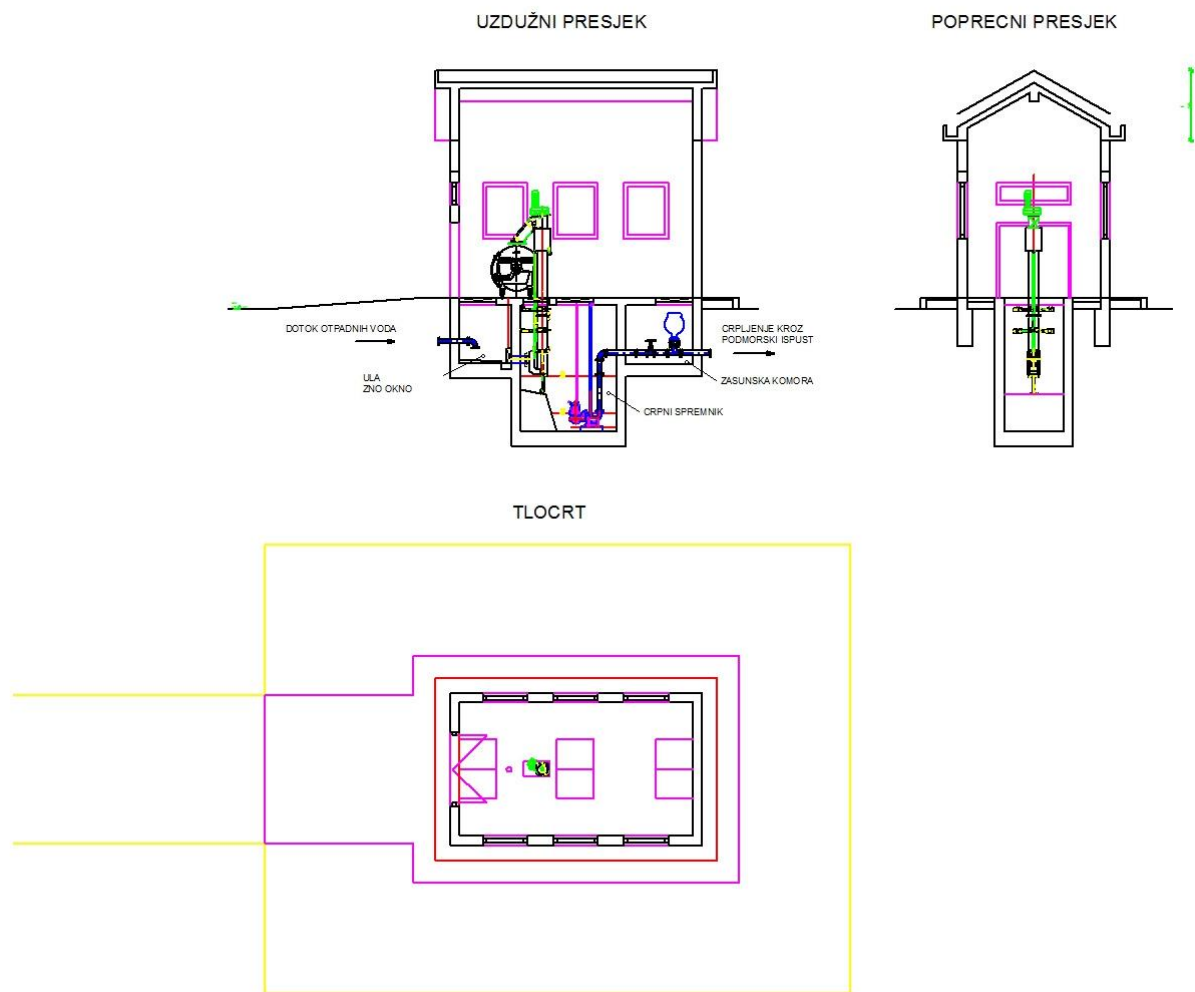 UZDUŽNI PRESJEK
POPRECNI PRESJEK
DOTOK OTPADNIH VODA
CRPLJENJE KROZ
PODMORSKI ISPUST
ULA
ZNO OKNO
ZASUNSKA KOMORA
CRPNI SPREMNIK
TLOCRT